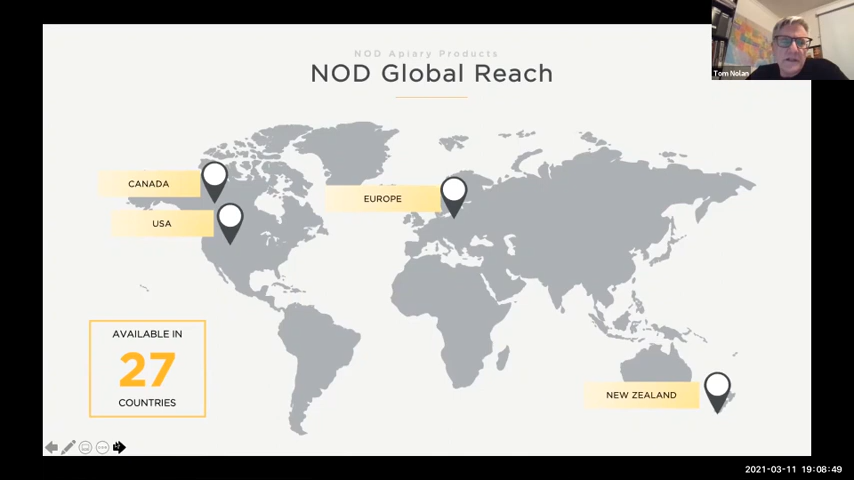 NOD Apiary Products
NOD Global Reach
Tom Nolan
CANADA
USA
EUROPE
AVAILABLE IN
27
COUNTRIES
NEW ZEALAND
2021-03-11 19:08:49